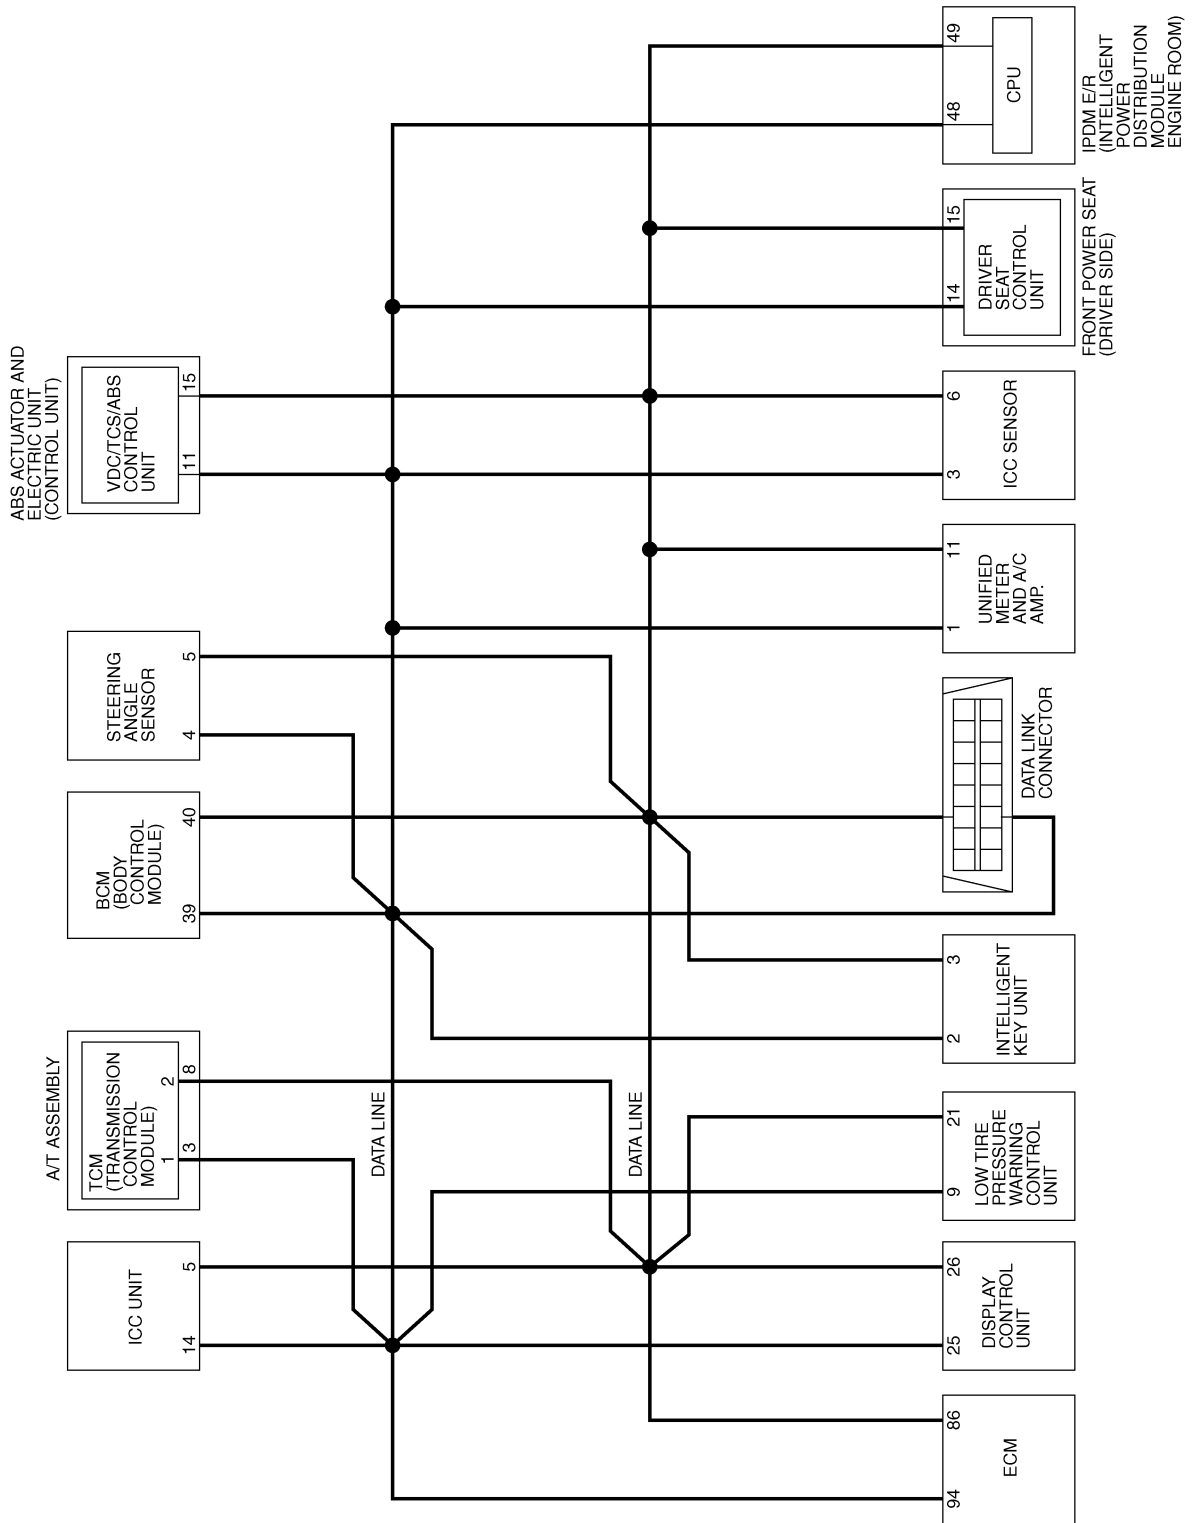 ABS ACTUATOR AND
ELECTRIC UNIT
(CONTROL UNIT)
VDC/TCS/ABS
CONTROL
UNIT
11
15
STEERING
ANGLE
SENSOR
4
5
BCM
(BODY
CONTROL
MODULE)
39
40
A/T ASSEMBLY
TCM
(TRANSMISSION
CONTROL
MODULE)
1
2
3
8
ICC UNIT
14
5
DATA LINE
DATA LINE
94
86
ECM
25
26
DISPLAY
CONTROL
UNIT
9
21
LOW TIRE
PRESSURE
WARNING
CONTROL
UNIT
2
3
INTELLIGENT
KEY UNIT
DATA LINK
CONNECTOR
1
11
UNIFIED
METER
AND A/C
AMP.
3
6
ICC SENSOR
14
15
DRIVER
SEAT
CONTROL
UNIT
FRONT POWER SEAT
(DRIVER SIDE)
48
49
CPU
IPDM E/R
(INTELLIGENT
POWER
DISTRIBUTION
MODULE
ENGINE ROOM)